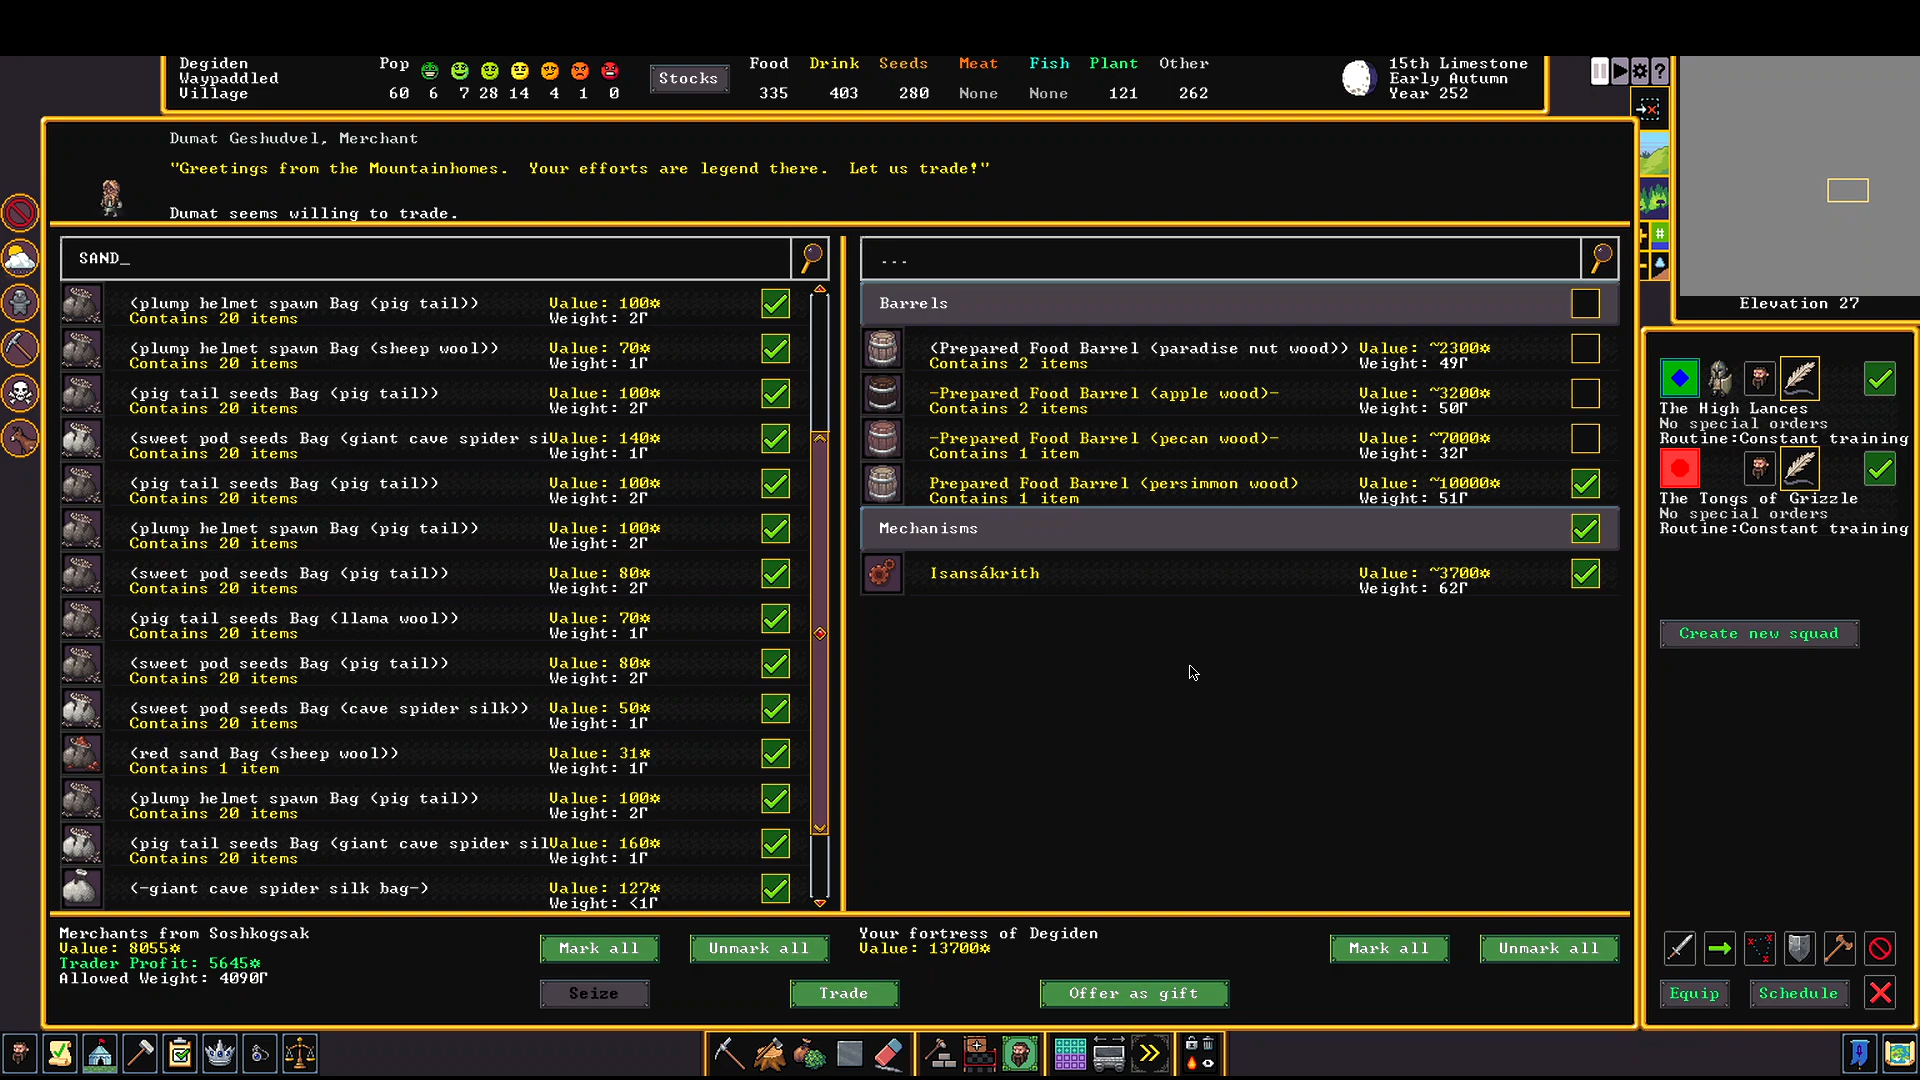 Degiden
Waypaddled
Village
Pop
60 6 7 28 14 4 1 0
Stocks
Food Drink Seeds Meat Fish Plant Other
335 403 280 None None 121 262
15th Limestone
Early Autumn
Year 252
Dumat Geshudvel, Merchant
"Greetings from the Mountainhomes. Your efforts are legend there. Let us trade!"
Dumat seems willing to trade.
SAND_
(plump helmet spawn Bag (pig tail)) Value: 100☼
Contains 20 items Weight: 2Γ
(plump helmet spawn Bag (sheep wool)) Value: 70☼
Contains 20 items Weight: 1Γ
(pig tail seeds Bag (pig tail)) Value: 100☼
Contains 20 items Weight: 2Γ
(sweet pod seeds Bag (giant cave spider si Value: 140☼
Contains 20 items Weight: 1Γ
(pig tail seeds Bag (pig tail)) Value: 100☼
Contains 20 items Weight: 2Γ
(plump helmet spawn Bag (pig tail)) Value: 100☼
Contains 20 items Weight: 2Γ
(sweet pod seeds Bag (pig tail)) Value: 80☼
Contains 20 items Weight: 2Γ
(pig tail seeds Bag (llama wool)) Value: 70☼
Contains 20 items Weight: 1Γ
(sweet pod seeds Bag (pig tail)) Value: 80☼
Contains 20 items Weight: 2Γ
(sweet pod seeds Bag (cave spider silk)) Value: 50☼
Contains 20 items Weight: 1Γ
(red sand Bag (sheep wool)) Value: 31☼
Contains 1 item Weight: 1Γ
(plump helmet spawn Bag (pig tail)) Value: 100☼
Contains 20 items Weight: 2Γ
(pig tail seeds Bag (giant cave spider sil Value: 160☼
Contains 20 items Weight: 1Γ
(-giant cave spider silk bag-) Value: 127☼
Weight: <1Γ
...
Barrels
(Prepared Food Barrel (paradise nut wood)) Value: ~2300☼
Contains 2 items Weight: 49Γ
-Prepared Food Barrel (apple wood)- Value: ~3200☼
Contains 2 items Weight: 50Γ
-Prepared Food Barrel (pecan wood)- Value: ~7000☼
Contains 1 item Weight: 32Γ
Prepared Food Barrel (persimmon wood) Value: ~10000☼
Contains 1 item Weight: 51Γ
Mechanisms
Isansákrith Value: ~3700☼
Weight: 62Γ
Merchants from Soshkogsak
Value: 8055☼
Trader Profit: 5645☼
Allowed Weight: 4090Γ
Mark all Unmark all
Your fortress of Degiden
Value: 13700☼
Mark all Unmark all
Seize Trade Offer as gift
Elevation 27
The High Lances
No special orders
Routine:Constant training
The Tongs of Grizzle
No special orders
Routine:Constant training
Create new squad
Equip Schedule